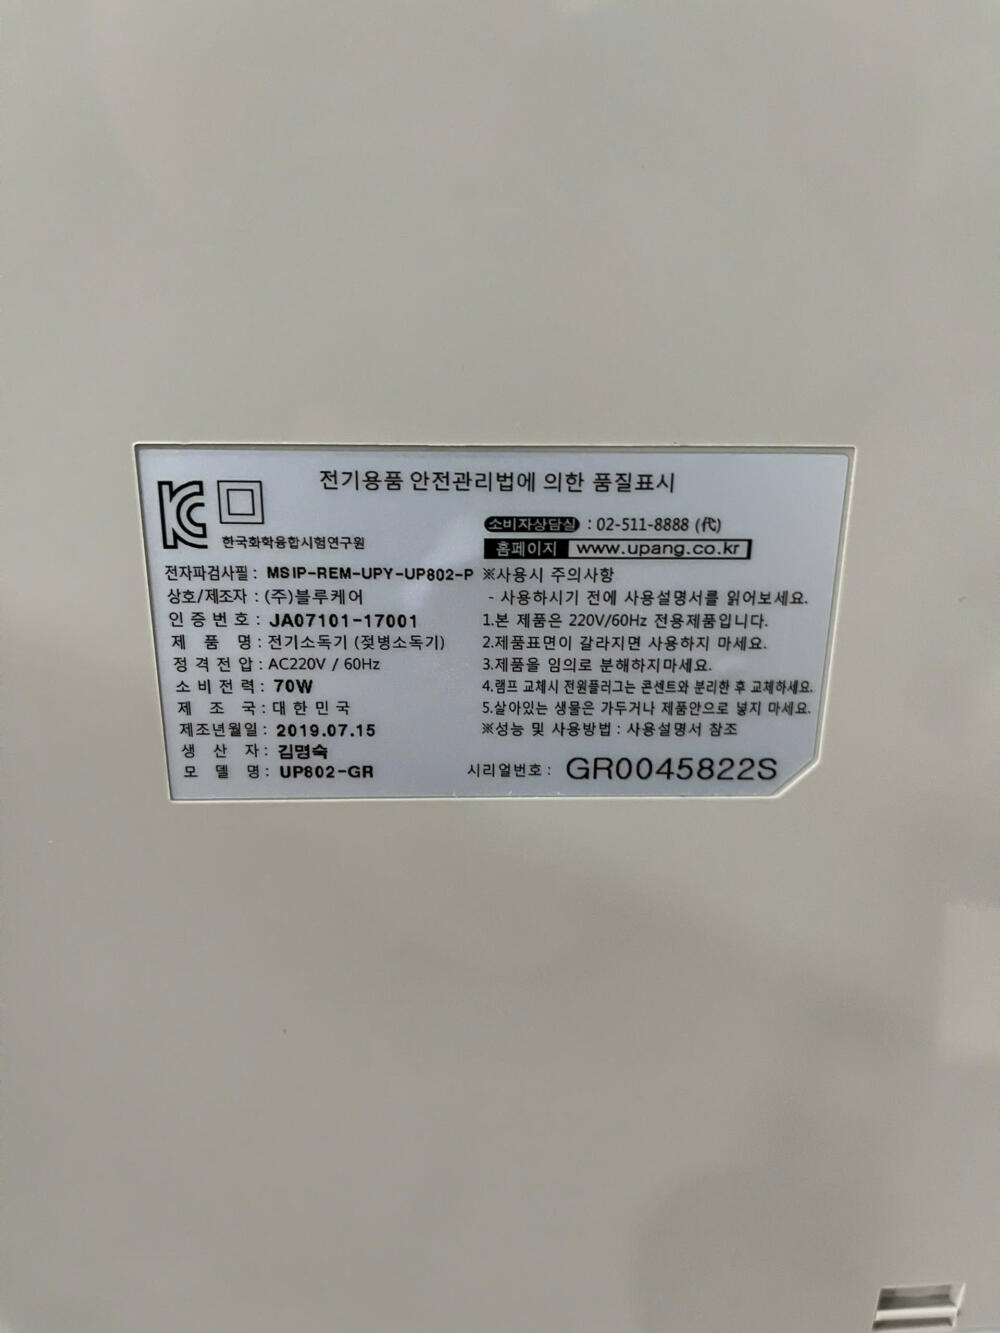 전기용품 안전관리법에 의한 품질표시
한국화학융합시험연구원
소비자상담실 : 02-511-8888 (代)
홈페이지 www.upang.co.kr
전자파검사필 : MSIP-REM-UPY-UP802-P
상호/제조자 : (주)블루케어
인증번호 : JA07101-17001
제품명 : 전기소독기 (젖병소독기)
정격전압 : AC220V / 60Hz
소비전력 : 70W
제조국 : 대한민국
제조년월일 : 2019.07.15
생산자 : 김명숙
모델명 : UP802-GR
※사용시 주의사항
- 사용하시기 전에 사용설명서를 읽어보세요.
1.본 제품은 220V/60Hz 전용제품입니다.
2.제품표면이 갈라지면 사용하지 마세요.
3.제품을 임의로 분해하지마세요.
4.램프 교체시 전원플러그는 콘센트와 분리한 후 교체하세요.
5.살아있는 생물은 가두거나 제품안으로 넣지 마세요.
※성능 및 사용방법 : 사용설명서 참조
시리얼번호 : GR0045822S